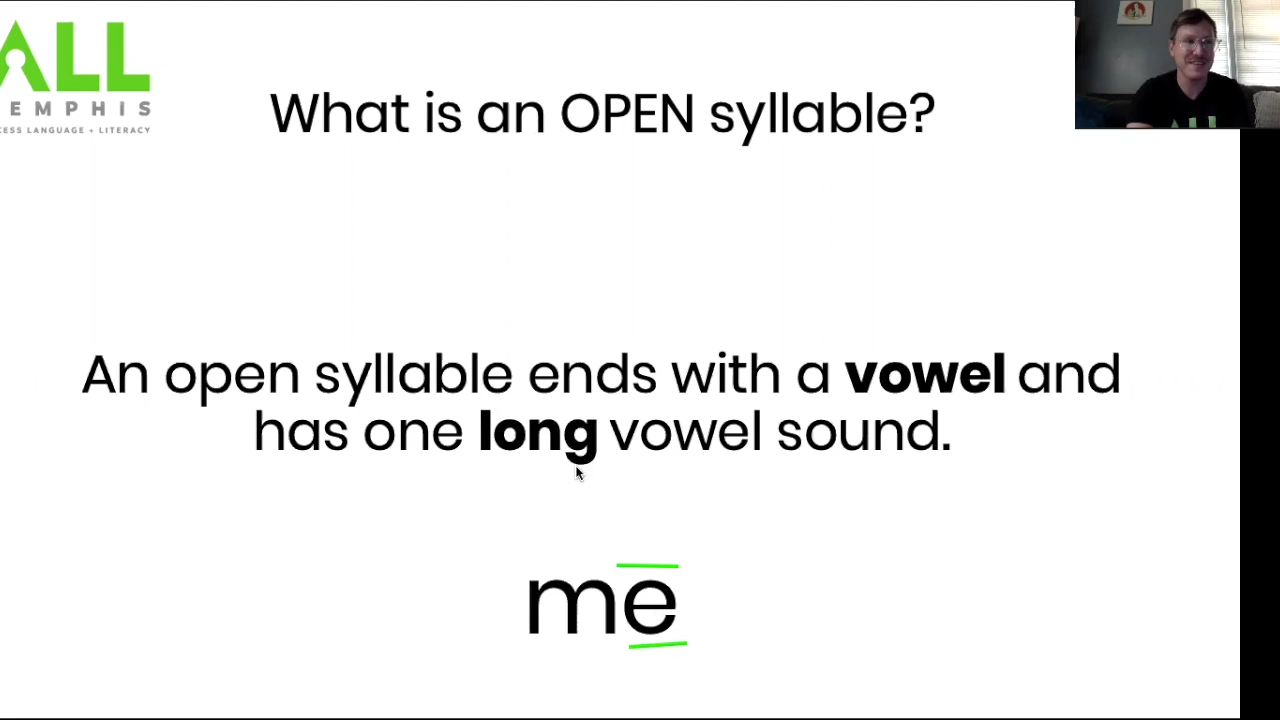 ALL
EMPHIS
CESS LANGUAGE + LITERACY
What is an OPEN syllable?
An open syllable ends with a vowel and
has one long vowel sound.
me
ALL